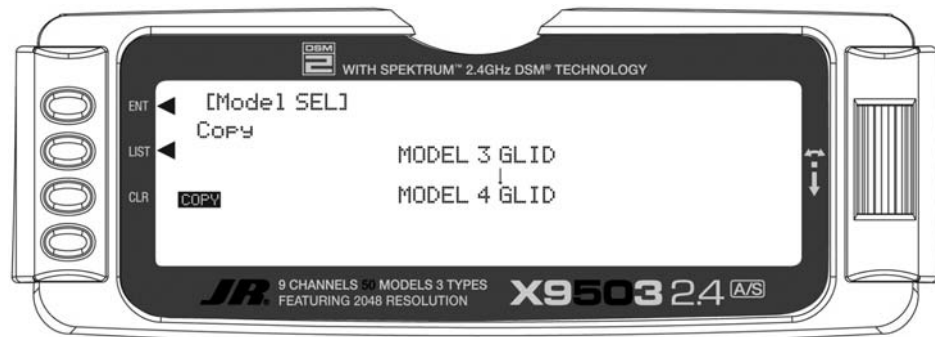 DSM
2 WITH SPEKTRUM™ 2.4GHz DSM® TECHNOLOGY
ENT [Model SEL]
Copy
LIST MODEL 3 GLID
CLR COPY MODEL 4 GLID
JR® 9 CHANNELS 50 MODELS 3 TYPES
FEATURING 2048 RESOLUTION
X9503 2.4 A/S